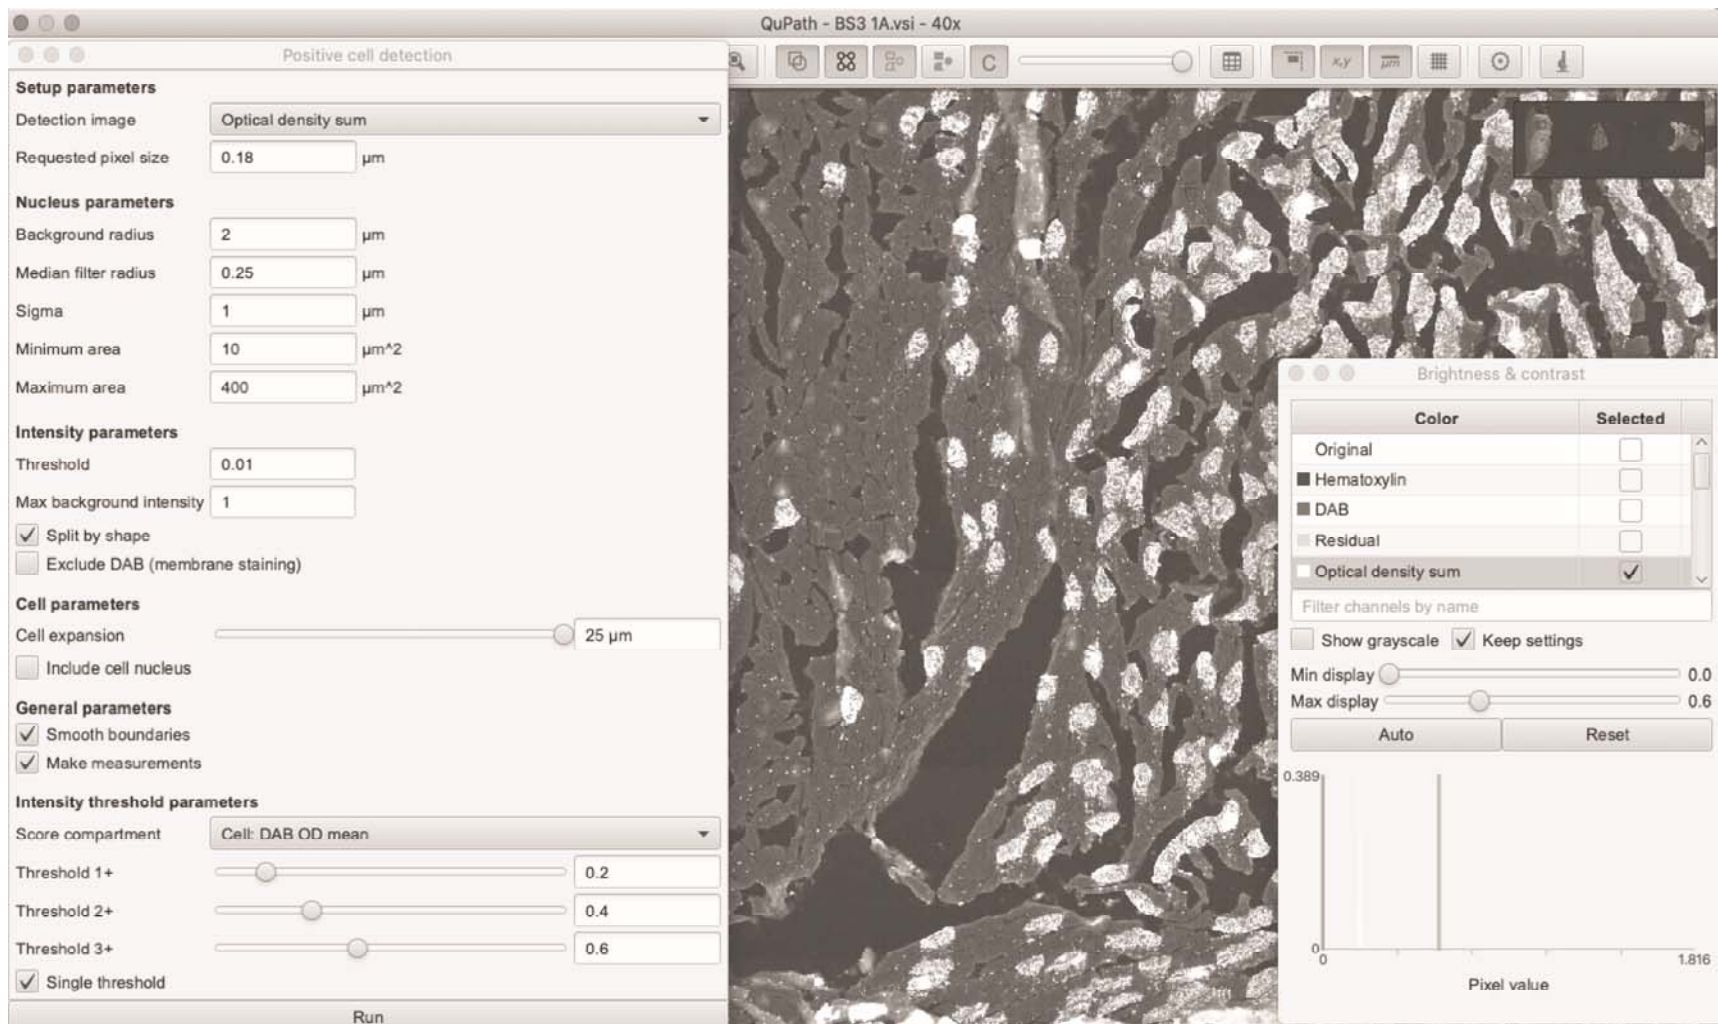 QuPath - BS3 1A.vsi - 40x
Positive cell detection
C
x,y
µm
Setup parameters
Detection image Optical density sum
Requested pixel size 0.18 µm
Nucleus parameters
Background radius 2 µm
Median filter radius 0.25 µm
Sigma 1 µm
Minimum area 10 µm^2
Maximum area 400 µm^2
Intensity parameters
Threshold 0.01
Max background intensity 1
Split by shape
Exclude DAB (membrane staining)
Cell parameters
Cell expansion 25 µm
Include cell nucleus
General parameters
Smooth boundaries
Make measurements
Intensity threshold parameters
Score compartment Cell: DAB OD mean
Threshold 1+ 0.2
Threshold 2+ 0.4
Threshold 3+ 0.6
Single threshold
Run
Brightness & contrast
Color Selected
Original
Hematoxylin
DAB
Residual
Optical density sum
Filter channels by name
Show grayscale Keep settings
Min display 0.0
Max display 0.6
Auto Reset
0.389
0
0 1.816
Pixel value